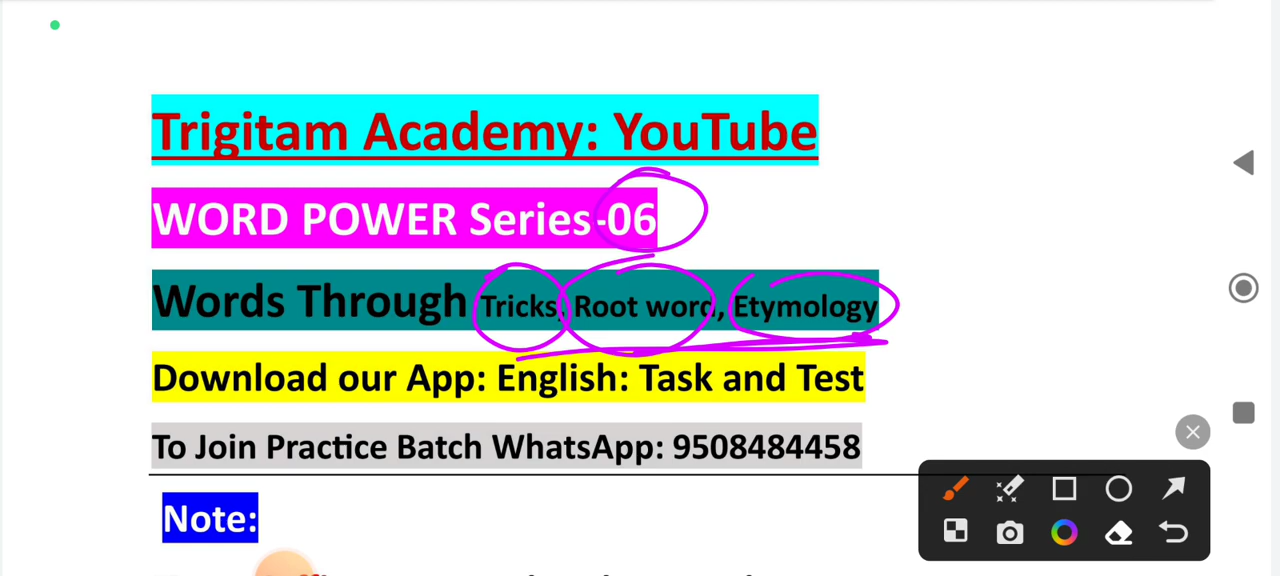 Trigitam Academy: YouTube
WORD POWER Series-06
Words Through Tricks, Root word, Etymology
Download our App: English: Task and Test
To Join Practice Batch WhatsApp: 9508484458
Note: